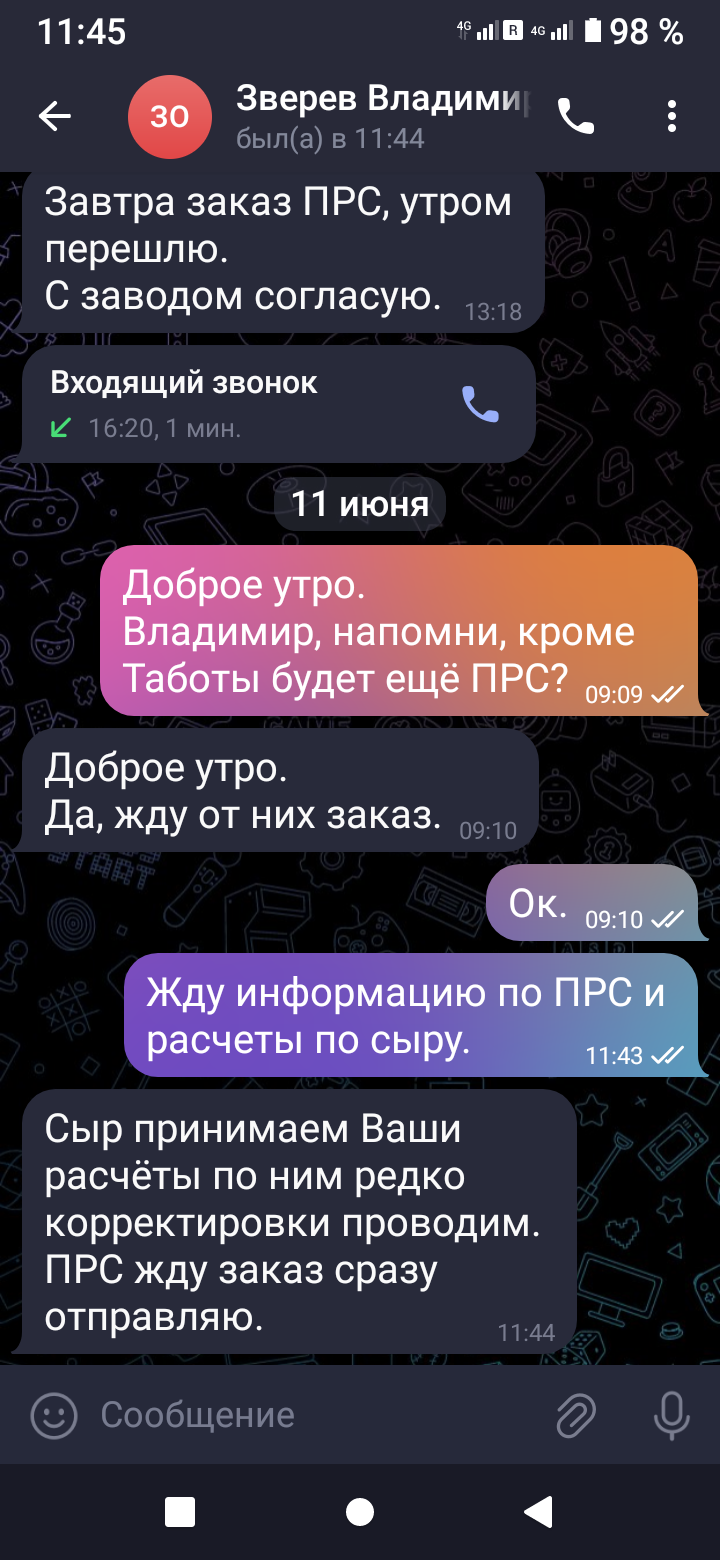 11:45
4G R 4G 98 %
ЗО
Зверев Владимир
был(а) в 11:44
Завтра заказ ПРС, утром
перешлю.
С заводом согласую. 13:18
Входящий звонок
16:20, 1 мин.
11 июня
Доброе утро.
Владимир, напомни, кроме
Таботы будет ещё ПРС? 09:09
Доброе утро.
Да, жду от них заказ. 09:10
Ок. 09:10
Жду информацию по ПРС и
расчеты по сыру. 11:43
Сыр принимаем Ваши
расчёты по ним редко
корректировки проводим.
ПРС жду заказ сразу
отправляю. 11:44
Сообщение